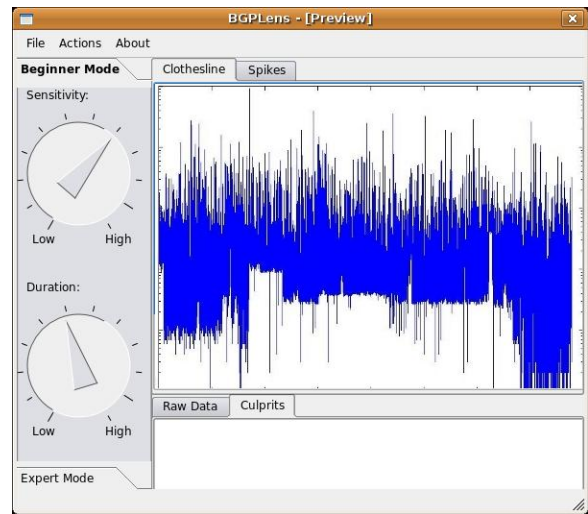 BGPLens - [Preview]
File Actions About
Beginner Mode
Clothesline Spikes
Sensitivity:
Low High
Duration:
Low High
Raw Data Culprits
Expert Mode